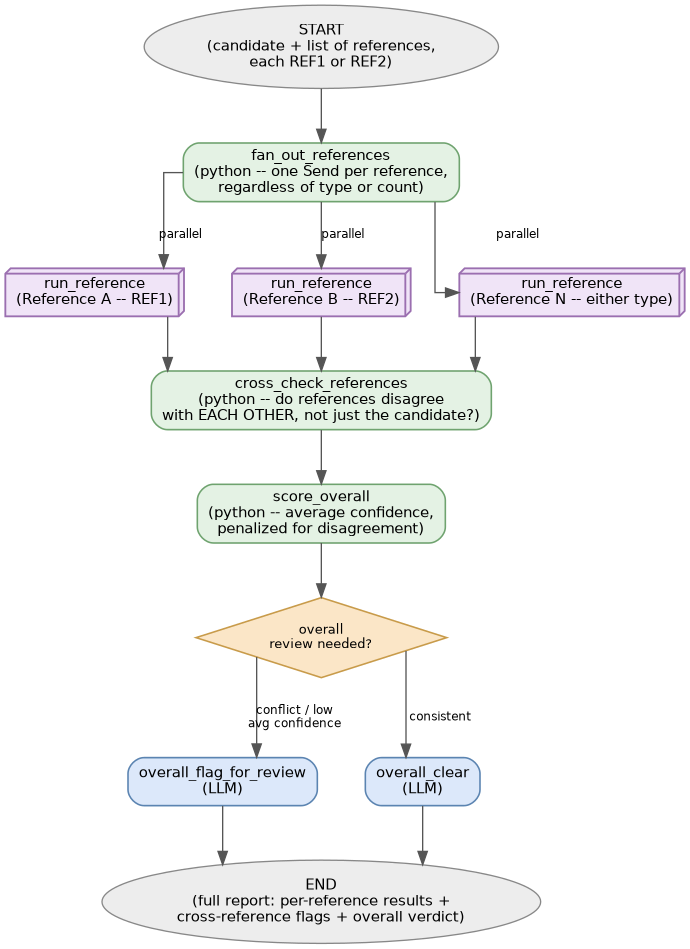 START
(candidate + list of references,
each REF1 or REF2)
fan_out_references
(python -- one Send per reference,
regardless of type or count)
parallel
parallel
parallel
run_reference
(Reference A -- REF1)
run_reference
(Reference B -- REF2)
run_reference
(Reference N -- either type)
cross_check_references
(python -- do references disagree
with EACH OTHER, not just the candidate?)
score_overall
(python -- average confidence,
penalized for disagreement)
overall
review needed?
conflict / low
avg confidence
consistent
overall_flag_for_review
(LLM)
overall_clear
(LLM)
END
(full report: per-reference results +
cross-reference flags + overall verdict)